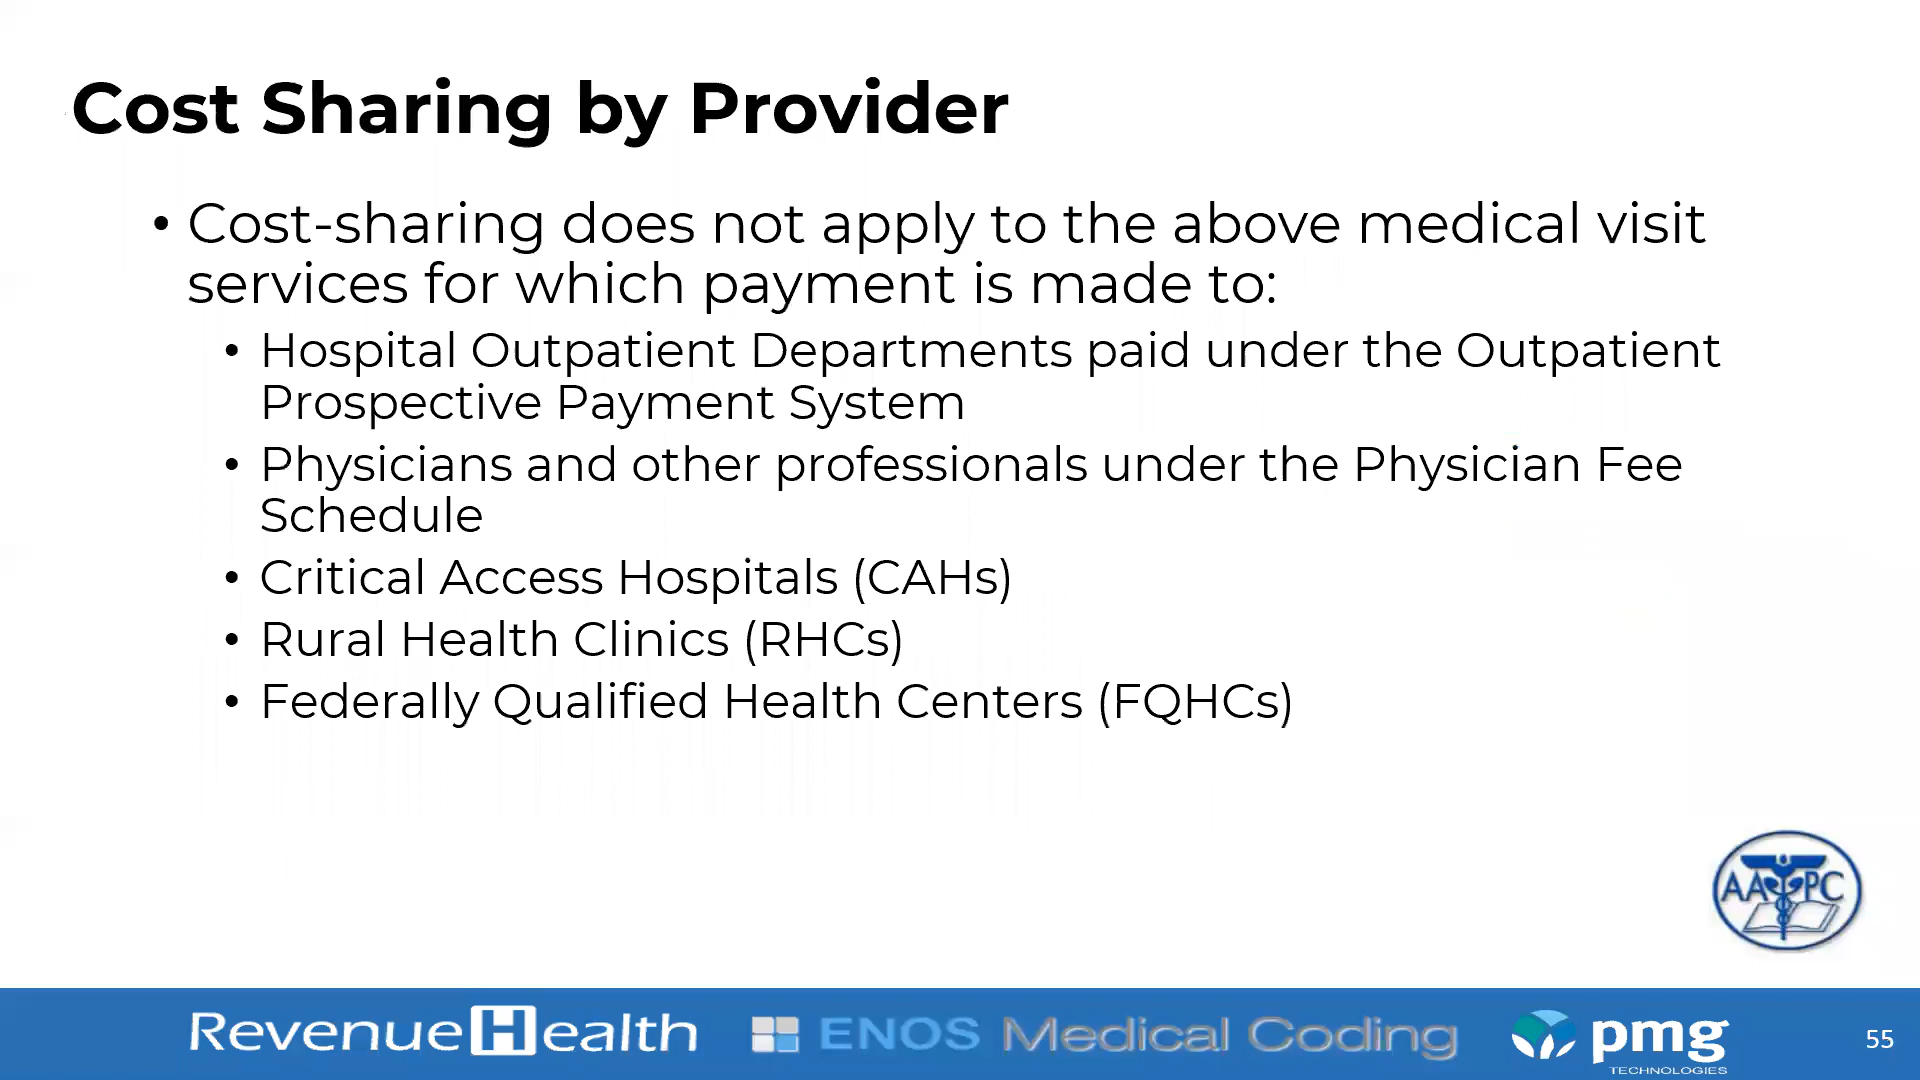 Cost Sharing by Provider
• Cost-sharing does not apply to the above medical visit
services for which payment is made to:
• Hospital Outpatient Departments paid under the Outpatient
Prospective Payment System
• Physicians and other professionals under the Physician Fee
Schedule
• Critical Access Hospitals (CAHs)
• Rural Health Clinics (RHCs)
• Federally Qualified Health Centers (FQHCs)
AAPC
RevenueHealth
ENOS Medical Coding
pmg
TECHNOLOGIES
55